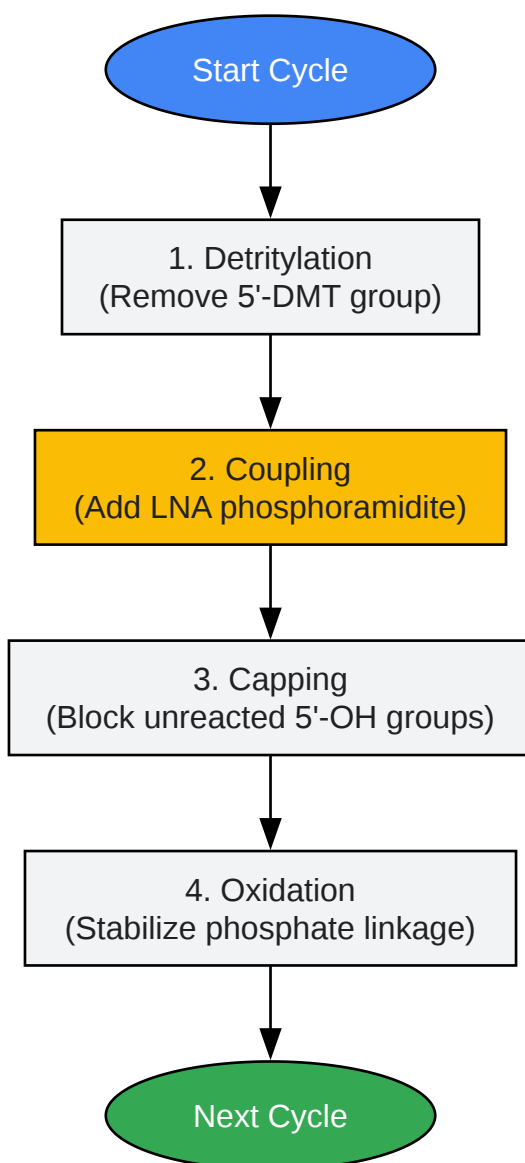 Start Cycle
1. Detritylation
(Remove 5'-DMT group)
2. Coupling
(Add LNA phosphoramidite)
3. Capping
(Block unreacted 5'-OH groups)
4. Oxidation
(Stabilize phosphate linkage)
Next Cycle